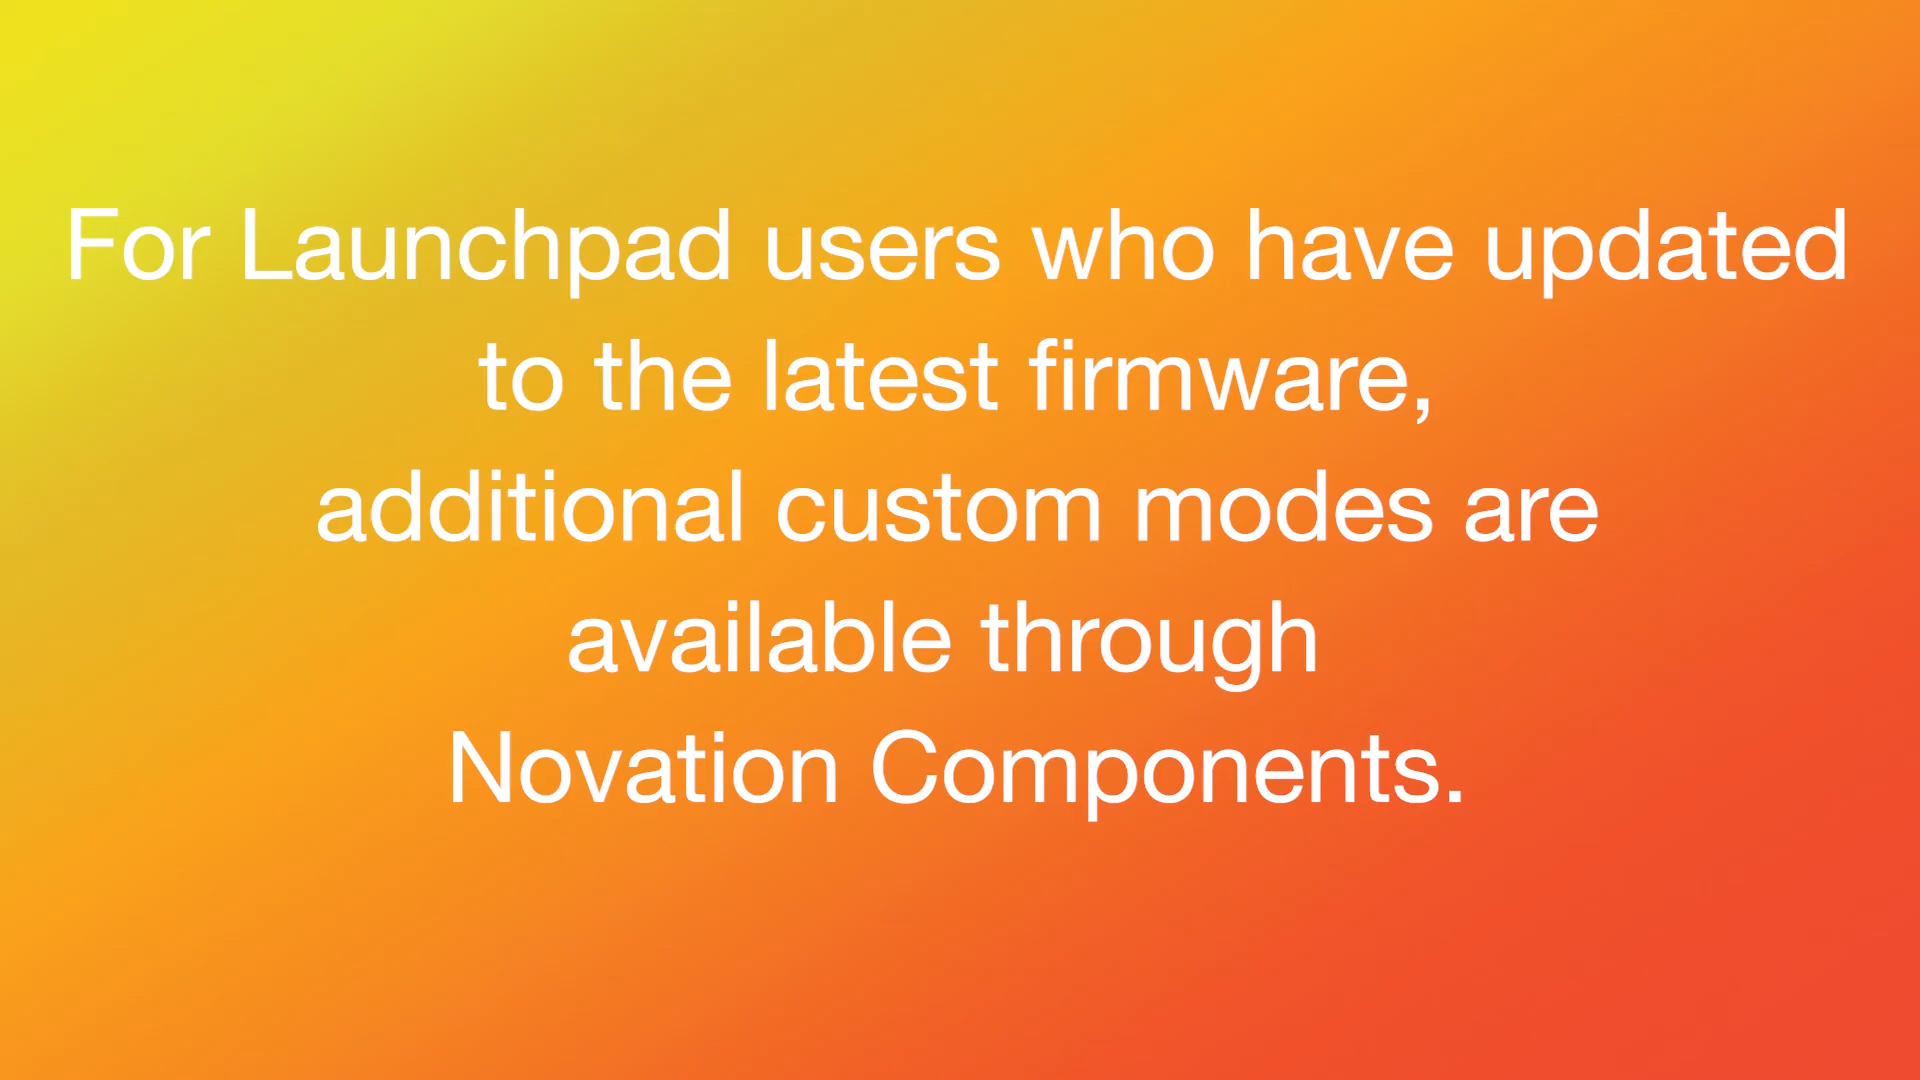 For Launchpad users who have updated
to the latest firmware,
additional custom modes are
available through
Novation Components.